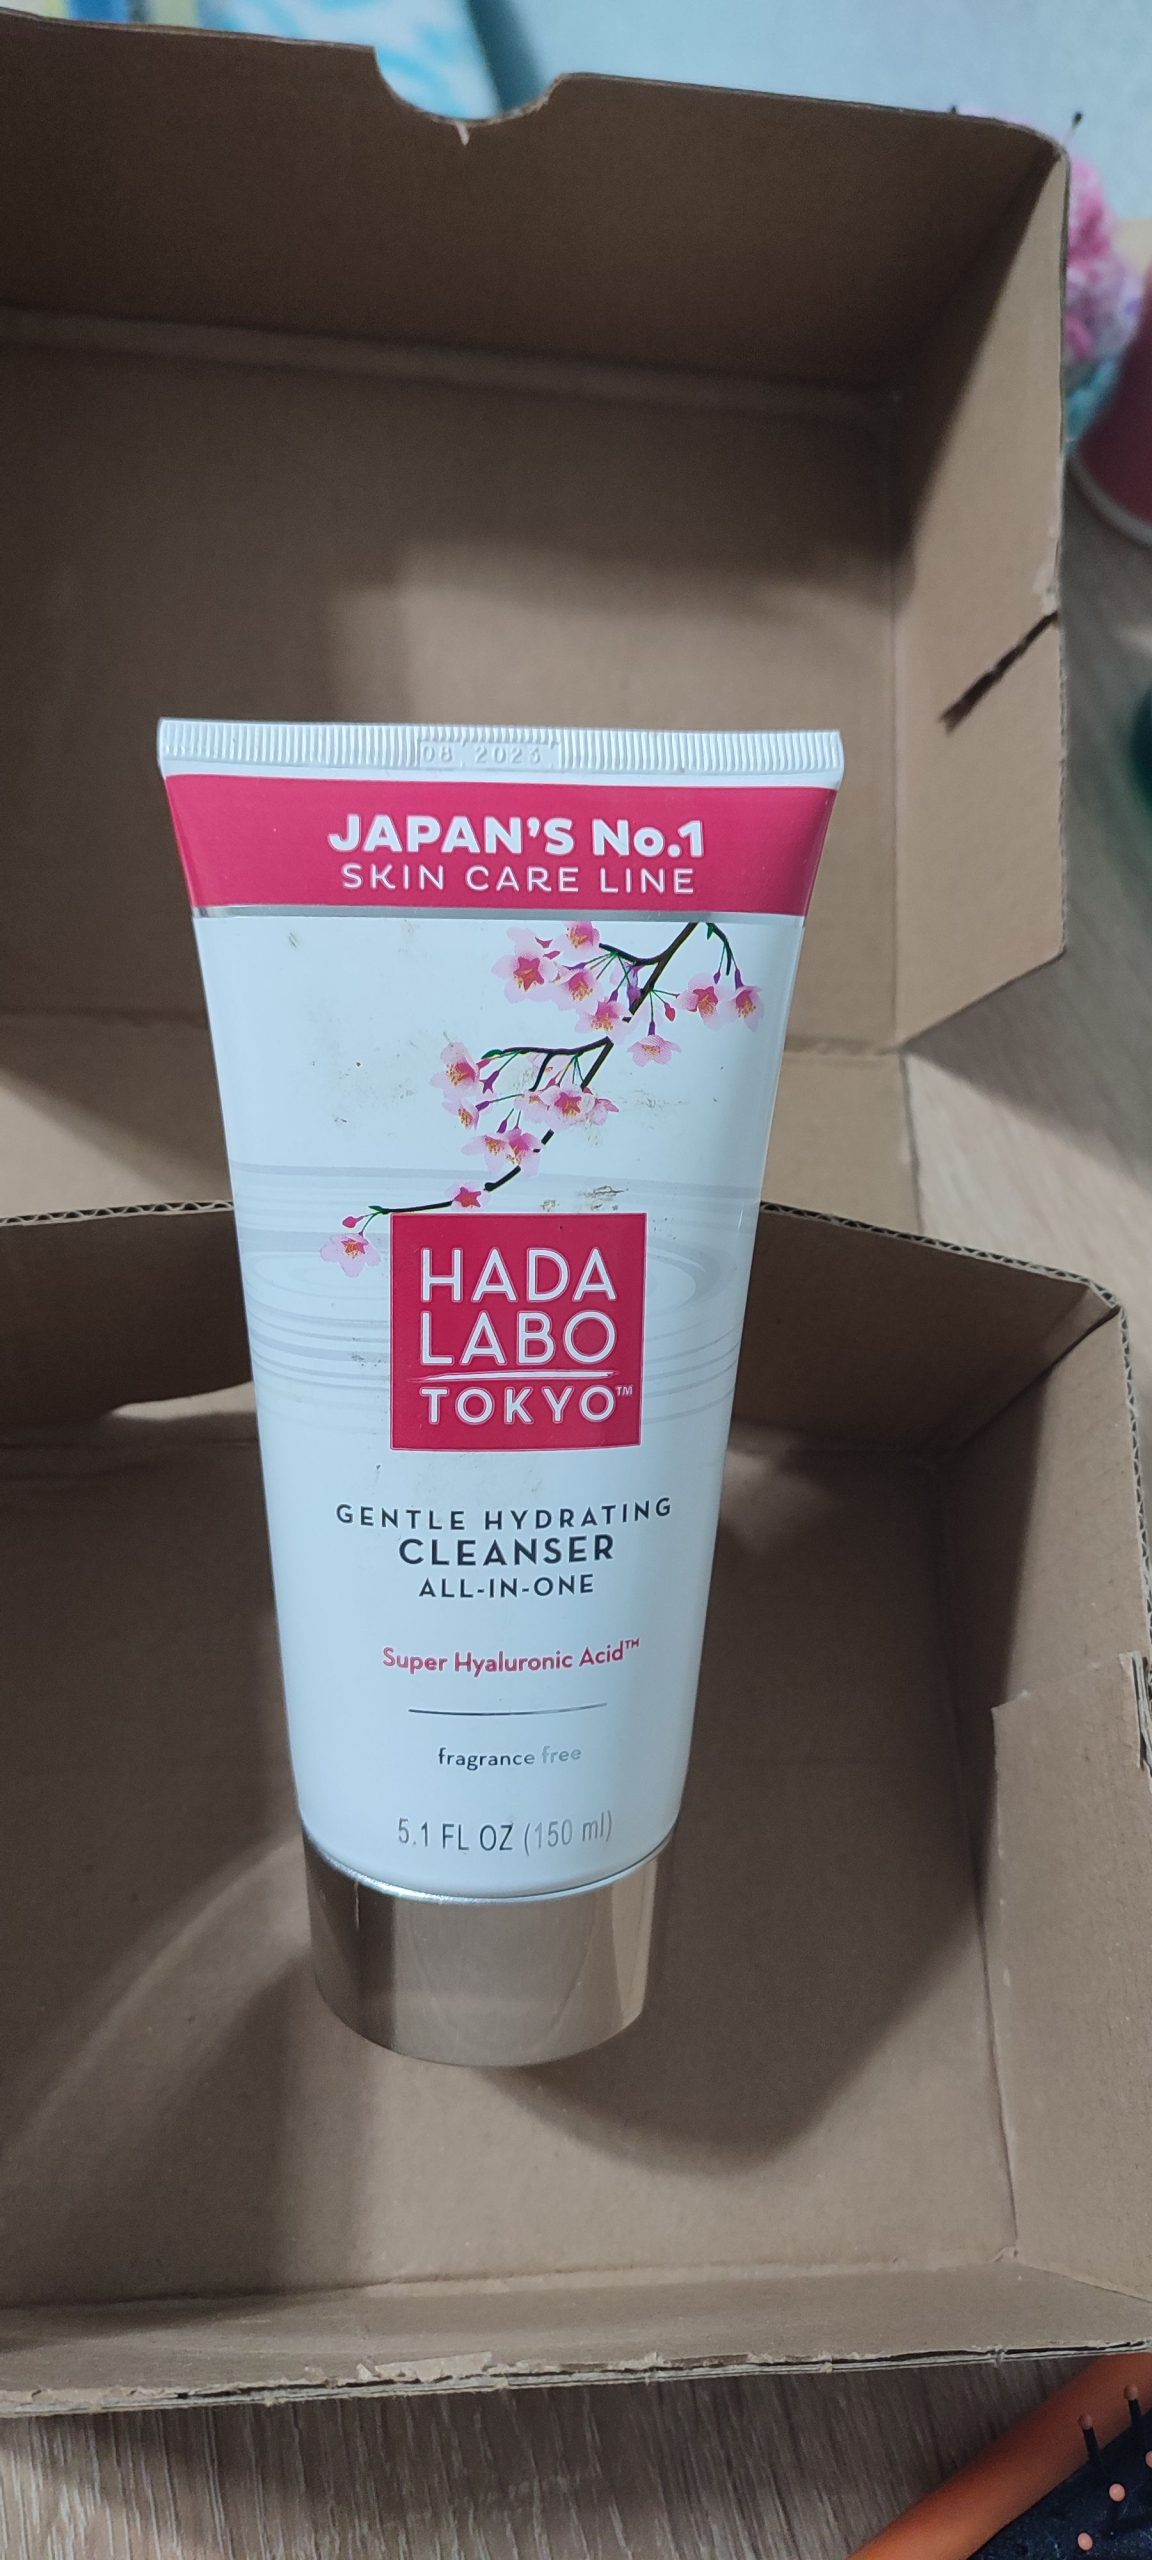 08 2023
JAPAN'S No.1
SKIN CARE LINE
HADA
LABO
TOKYO™
GENTLE HYDRATING
CLEANSER
ALL-IN-ONE
Super Hyaluronic Acid™
fragrance free
5.1 FL OZ (150 ml)